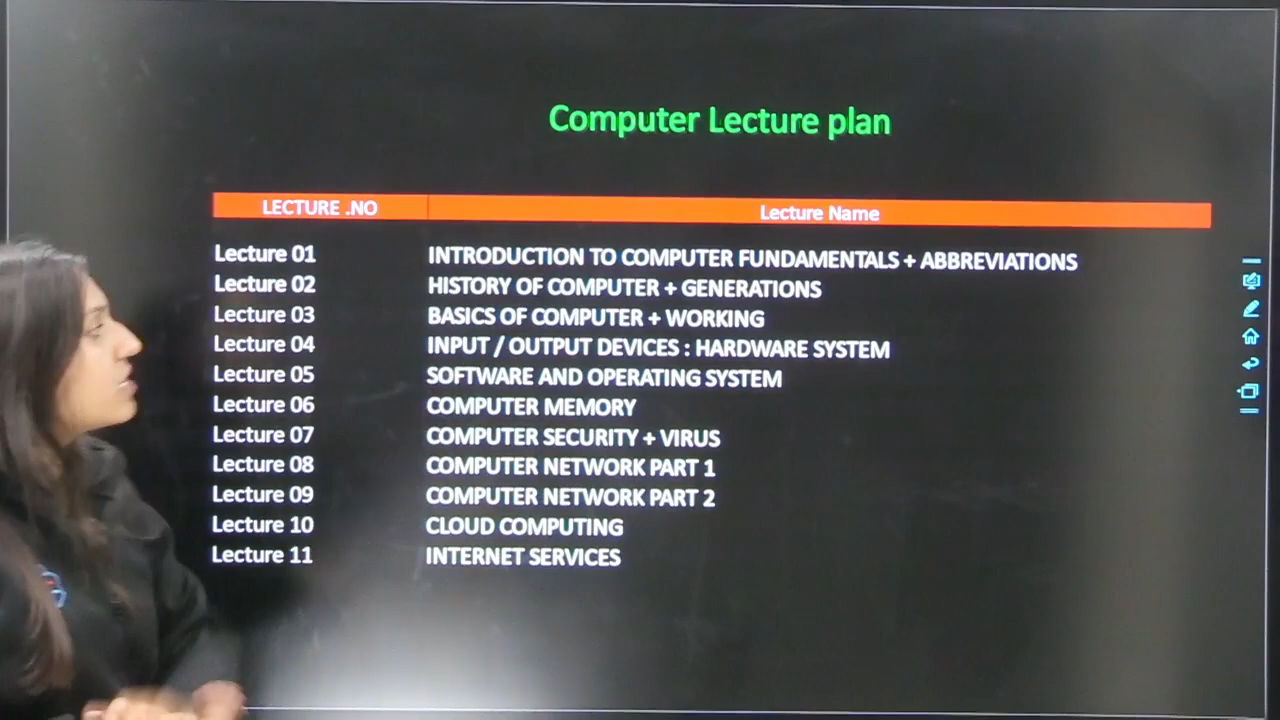 Computer Lecture plan
LECTURE .NO Lecture Name
Lecture 01 INTRODUCTION TO COMPUTER FUNDAMENTALS + ABBREVIATIONS
Lecture 02 HISTORY OF COMPUTER + GENERATIONS
Lecture 03 BASICS OF COMPUTER + WORKING
Lecture 04 INPUT / OUTPUT DEVICES : HARDWARE SYSTEM
Lecture 05 SOFTWARE AND OPERATING SYSTEM
Lecture 06 COMPUTER MEMORY
Lecture 07 COMPUTER SECURITY + VIRUS
Lecture 08 COMPUTER NETWORK PART 1
Lecture 09 COMPUTER NETWORK PART 2
Lecture 10 CLOUD COMPUTING
Lecture 11 INTERNET SERVICES